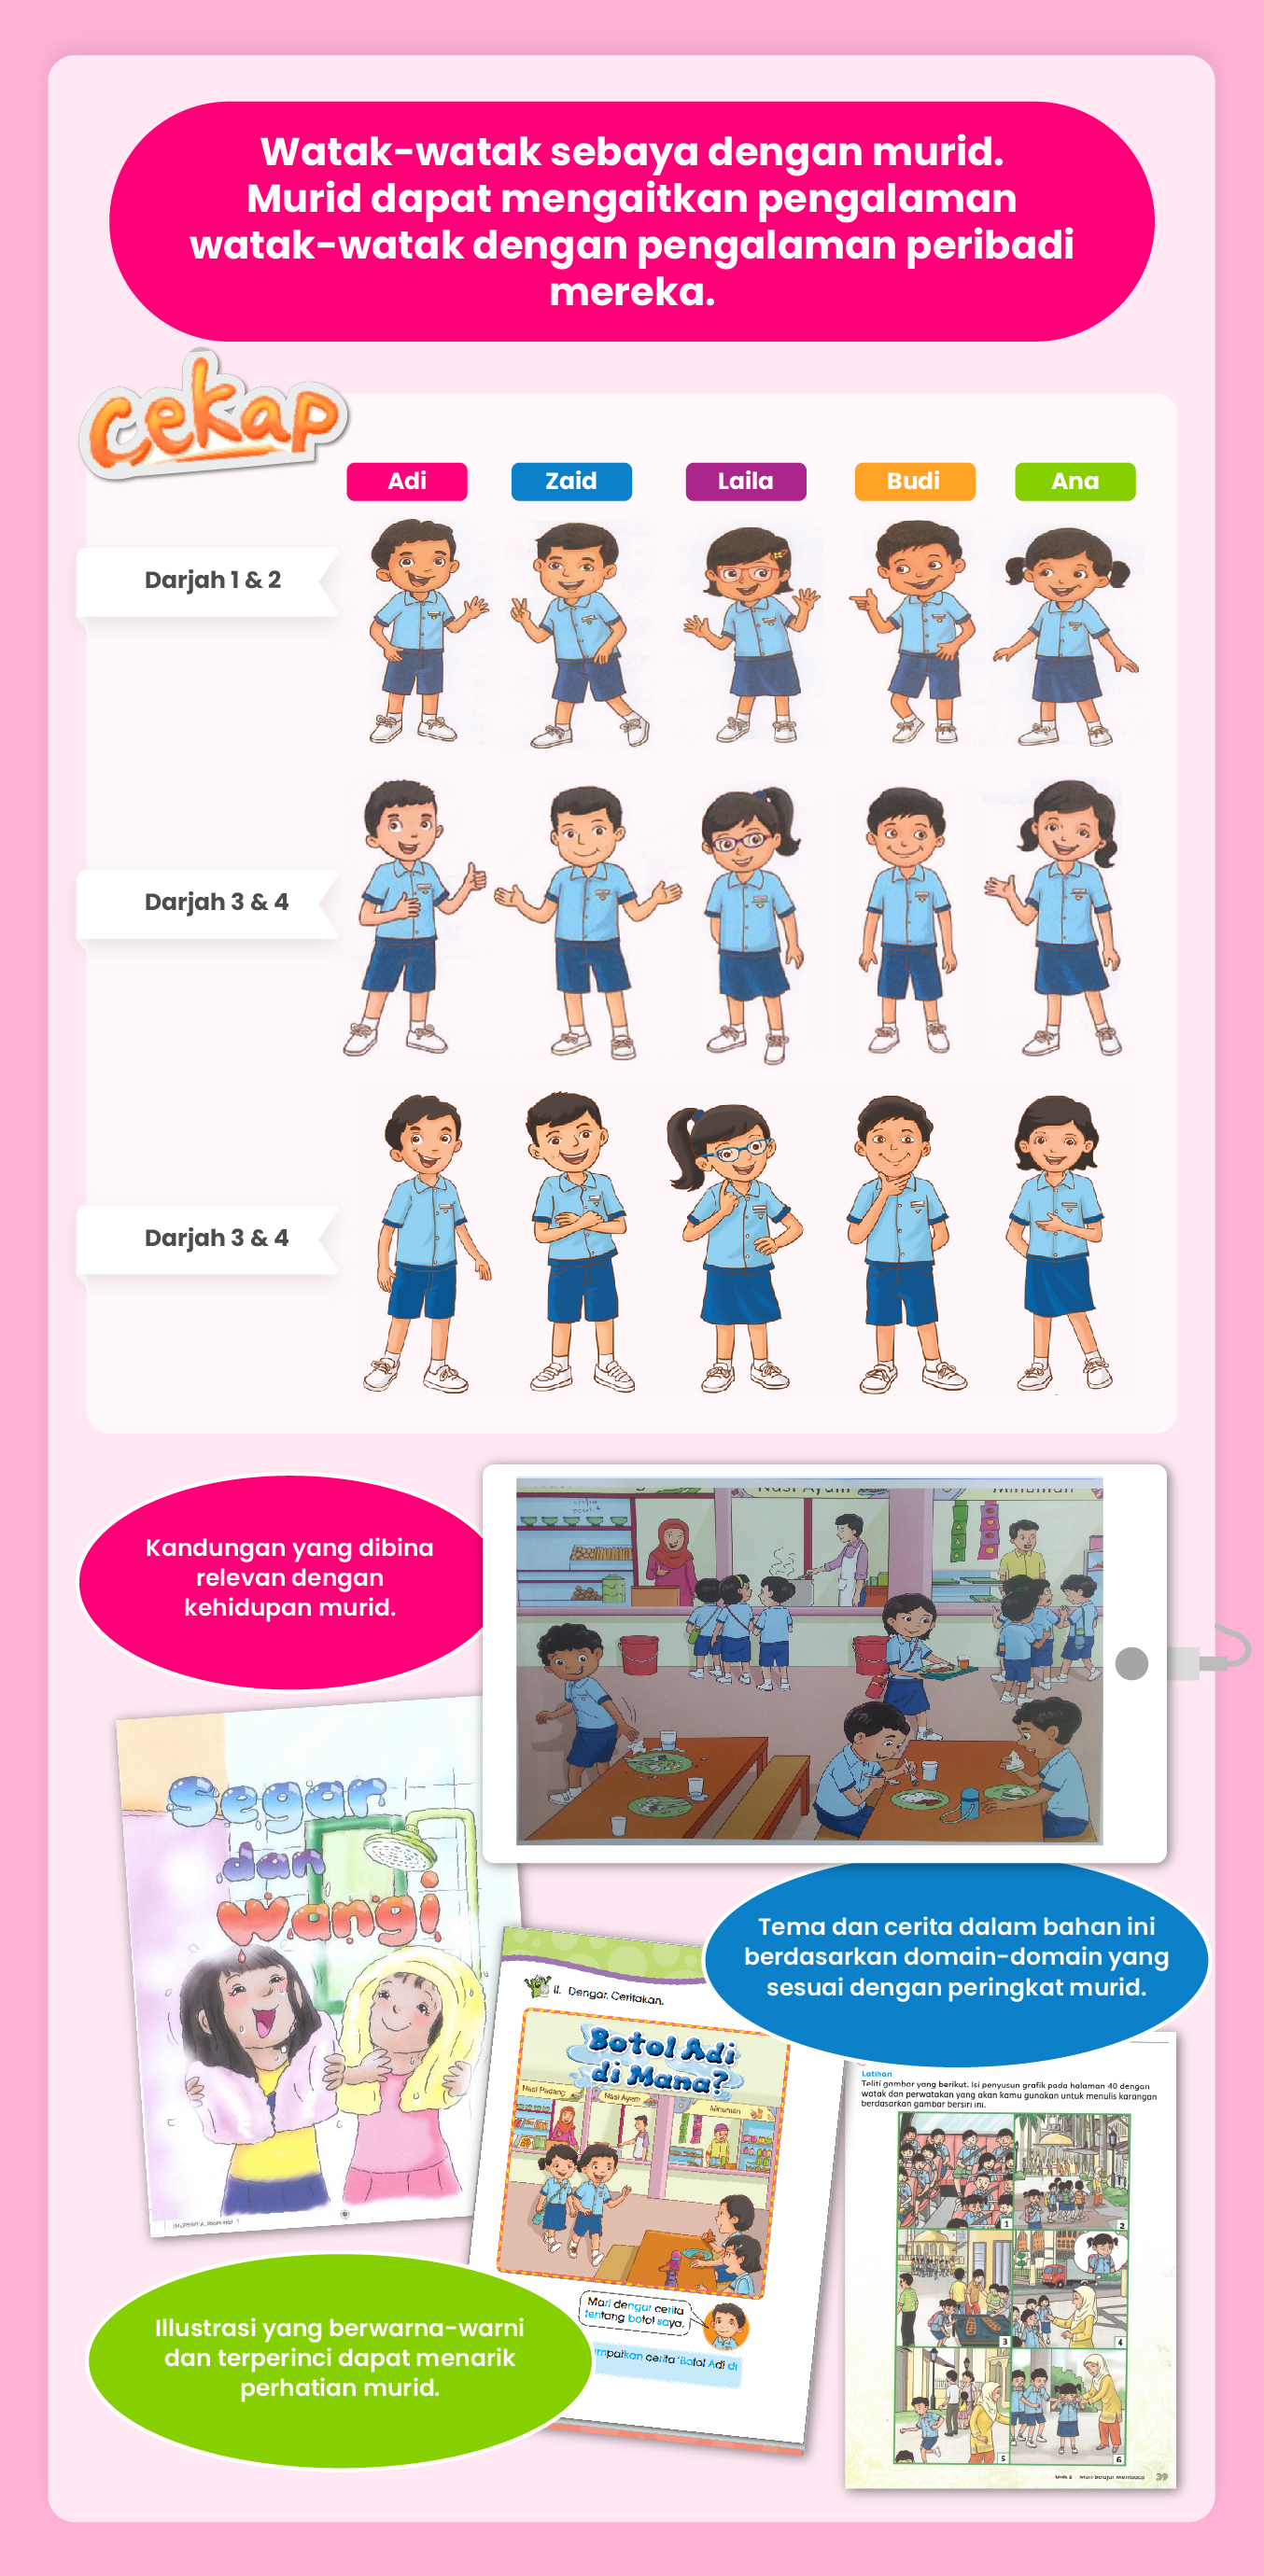 Watak-watak sebaya dengan murid.
Murid dapat mengaitkan pengalaman
watak-watak dengan pengalaman peribadi
mereka.
cekap
Adi
Zaid
Laila
Budi
Ana
Darjah 1 & 2
Darjah 3 & 4
Darjah 3 & 4
Kandungan yang dibina
relevan dengan
kehidupan murid.
Nasi Ayam
Minuman
Segar
dan
wangi
Tema dan cerita dalam bahan ini
berdasarkan domain-domain yang
sesuai dengan peringkat murid.
II. Dengar. Ceritakan.
Botol Adi
di Mana?
Nasi Padang
Nasi Ayam
Minuman
Mari dengar cerita
tentang botol saya.
mpaikan cerita 'Botol Adi di
Latihan
Teliti gambar yang berikut. Isi penyusun grafik pada halaman 40 dengan
watak dan perwatakan yang akan kamu gunakan untuk menulis karangan
berdasarkan gambar bersiri ini.
1
2
3
4
5
6
Unit 2 Mari Belajar Membaca 39
Illustrasi yang berwarna-warni
dan terperinci dapat menarik
perhatian murid.